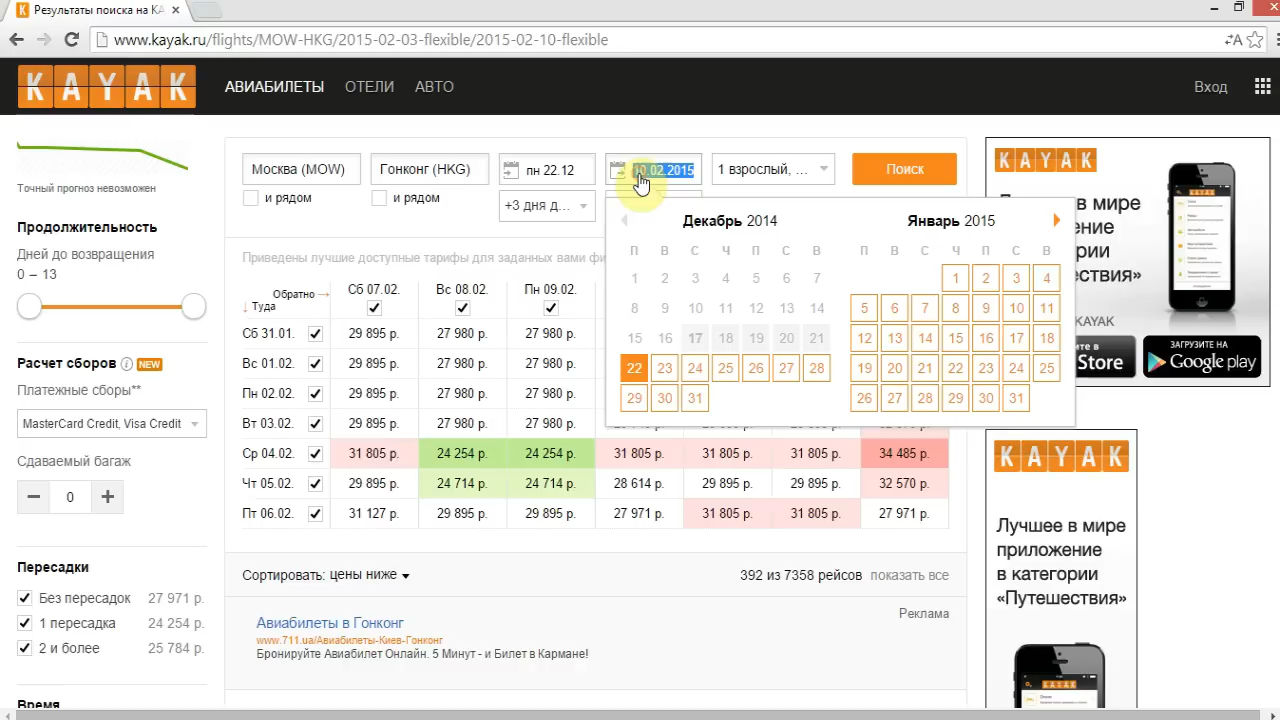 Результаты поиска на KA
www.kayak.ru/flights/MOW-HKG/2015-02-03-flexible/2015-02-10-flexible
KAYAK
АВИАБИЛЕТЫ ОТЕЛИ АВТО
Вход
Точный прогноз невозможен
Продолжительность
Дней до возвращения
0 – 13
Расчет сборов i NEW
Платежные сборы**
MasterCard Credit, Visa Credit
Сдаваемый багаж
− 0 +
Пересадки
Без пересадок 27 971 р.
1 пересадка 24 254 р.
2 и более 25 784 р.
Время
Москва (MOW) Гонконг (HKG) пн 22.12 .02.2015 1 взрослый, ... Поиск
и рядом и рядом +3 дня д...
Приведены лучшие доступные тарифы для заданных вами
Обратно → Сб 07.02. Вс 08.02. Пн 09.02.
↓ Туда
Сб 31.01. 29 895 р. 27 980 р. 27 980 р.
Вс 01.02. 29 895 р. 27 980 р. 27 980 р.
Пн 02.02. 29 895 р. 27 980 р. 27 980 р.
Вт 03.02. 29 895 р. 27 980 р. 27 980 р.
Ср 04.02. 31 805 р. 24 254 р. 24 254 р. 31 805 р. 31 805 р. 31 805 р. 34 485 р.
Чт 05.02. 29 895 р. 24 714 р. 24 714 р. 28 614 р. 29 895 р. 29 895 р. 32 570 р.
Пт 06.02. 31 127 р. 29 895 р. 29 895 р. 27 971 р. 31 805 р. 31 805 р. 27 971 р.
Декабрь 2014
П В С Ч П С В
1 2 3 4 5 6 7
8 9 10 11 12 13 14
15 16 17 18 19 20 21
22 23 24 25 26 27 28
29 30 31
Январь 2015
П В С Ч П С В
1 2 3 4
5 6 7 8 9 10 11
12 13 14 15 16 17 18
19 20 21 22 23 24 25
26 27 28 29 30 31
Сортировать: цены ниже
392 из 7358 рейсов показать все
Реклама
Авиабилеты в Гонконг
www.711.ua/Авиабилеты-Киев-Гонконг
Бронируйте Авиабилет Онлайн. 5 Минут - и Билет в Кармане!
KAYAK
в мире
KAYAK
Store
ЗАГРУЗИТЕ НА
Google play
KAYAK
Лучшее в мире
приложение
в категории
«Путешествия»
KAYAK